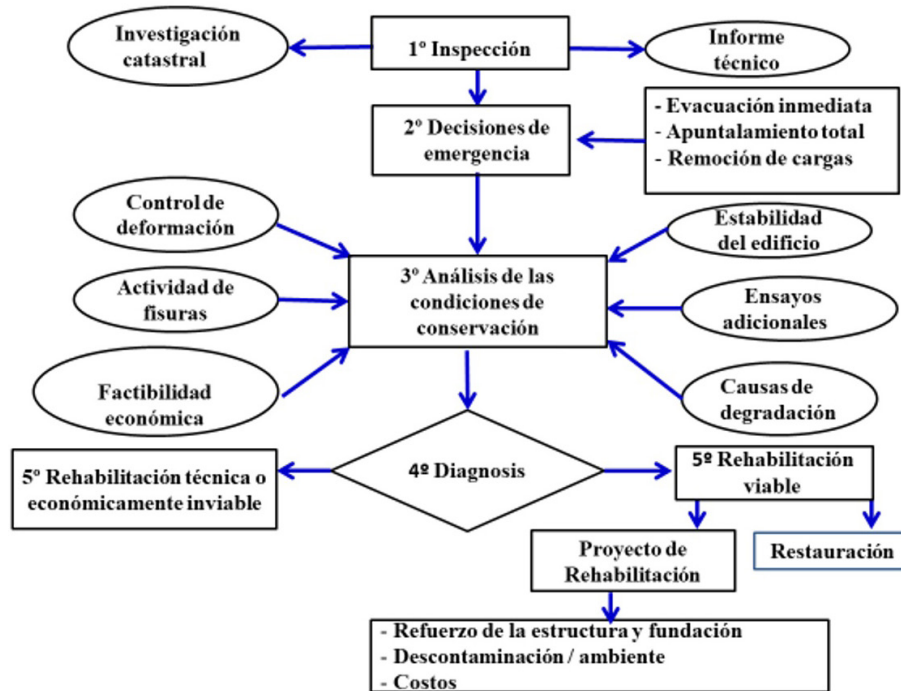 Investigación
catastral
1º Inspección
Informe
técnico
2º Decisiones de
emergencia
- Evacuación inmediata
- Apuntalamiento total
- Remoción de cargas
Control de
deformación
Estabilidad
del edificio
3º Análisis de las
condiciones de
conservación
Actividad de
fisuras
Ensayos
adicionales
Factibilidad
económica
Causas de
degradación
5º Rehabilitación técnica o
económicamente inviable
4º Diagnosis
5º Rehabilitación
viable
Proyecto de
Rehabilitación
Restauración
- Refuerzo de la estructura y fundación
- Descontaminación / ambiente
- Costos